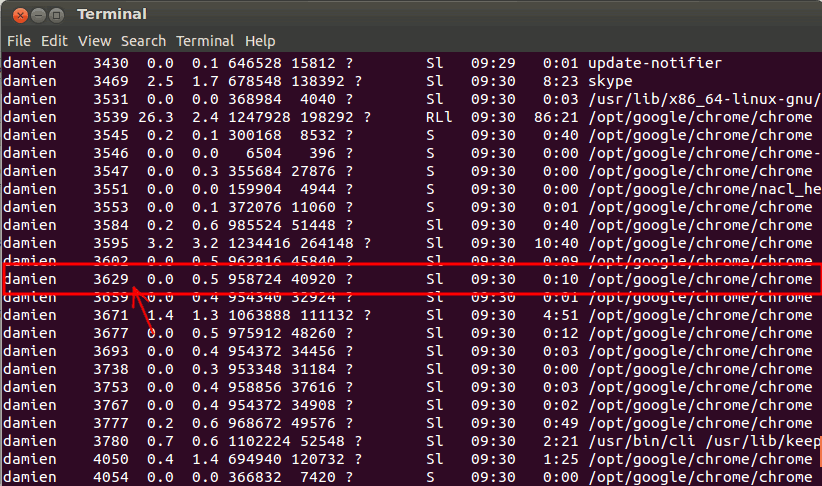 Terminal
File Edit View Search Terminal Help
damien 3430 0.0 0.1 646528 15812 ? Sl 09:29 0:01 update-notifier
damien 3469 2.5 1.7 678548 138392 ? Sl 09:30 8:23 skype
damien 3531 0.0 0.0 368984 4040 ? Sl 09:30 0:03 /usr/lib/x86_64-linux-gnu/
damien 3539 26.3 2.4 1247928 198292 ? RLl 09:30 86:21 /opt/google/chrome/chrome
damien 3545 0.2 0.1 300168 8532 ? S 09:30 0:40 /opt/google/chrome/chrome
damien 3546 0.0 0.0 6504 396 ? S 09:30 0:00 /opt/google/chrome/chrome-
damien 3547 0.0 0.3 355684 27876 ? S 09:30 0:00 /opt/google/chrome/chrome
damien 3551 0.0 0.0 159904 4944 ? S 09:30 0:00 /opt/google/chrome/nacl_he
damien 3553 0.0 0.1 372076 11060 ? S 09:30 0:01 /opt/google/chrome/chrome
damien 3584 0.2 0.6 985524 51448 ? Sl 09:30 0:40 /opt/google/chrome/chrome
damien 3595 3.2 3.2 1234416 264148 ? Sl 09:30 10:40 /opt/google/chrome/chrome
damien 3602 0.0 0.5 962816 45840 ? Sl 09:30 0:09 /opt/google/chrome/chrome
damien 3629 0.0 0.5 958724 40920 ? Sl 09:30 0:10 /opt/google/chrome/chrome
damien 3659 0.0 0.4 954340 32924 ? Sl 09:30 0:01 /opt/google/chrome/chrome
damien 3671 1.4 1.3 1063888 111132 ? Sl 09:30 4:51 /opt/google/chrome/chrome
damien 3677 0.0 0.5 975912 48260 ? Sl 09:30 0:12 /opt/google/chrome/chrome
damien 3693 0.0 0.4 954372 34456 ? Sl 09:30 0:03 /opt/google/chrome/chrome
damien 3738 0.0 0.3 953348 31184 ? Sl 09:30 0:00 /opt/google/chrome/chrome
damien 3753 0.0 0.4 958856 37616 ? Sl 09:30 0:03 /opt/google/chrome/chrome
damien 3767 0.0 0.4 954372 34908 ? Sl 09:30 0:02 /opt/google/chrome/chrome
damien 3777 0.2 0.6 968672 49576 ? Sl 09:30 0:49 /opt/google/chrome/chrome
damien 3780 0.7 0.6 1102224 52548 ? Sl 09:30 2:21 /usr/bin/cli /usr/lib/keep
damien 4050 0.4 1.4 694940 120732 ? Sl 09:30 1:25 /opt/google/chrome/chrome
damien 4054 0.0 0.0 366832 7420 ? S 09:30 0:00 /opt/google/chrome/chrome